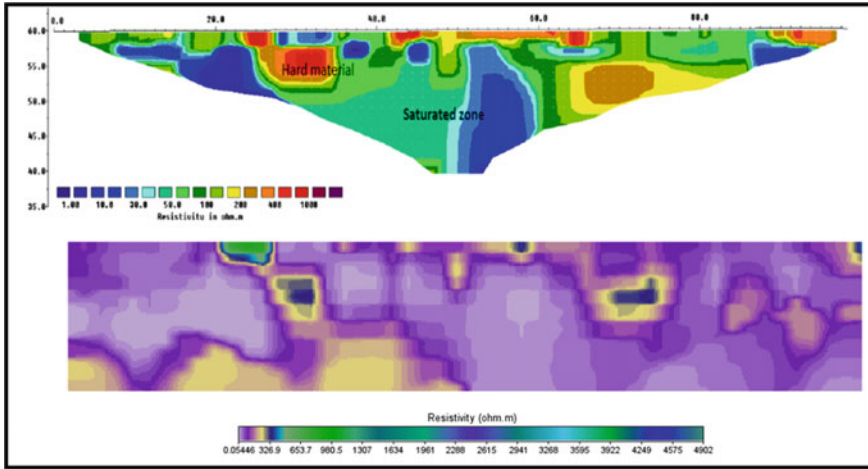 0.0 20.0 40.0 60.0 80.0
60.0
55.0
Hard material
50.0
Saturated zone
45.0
40.0
35.0
1.00 10.0 20.0 50.0 100 200 400 1000
Resistivity in ohm.m
Resistivity (ohm.m)
0.05446 326.9 653.7 980.5 1307 1634 1961 2288 2615 2941 3268 3595 3922 4249 4575 4902